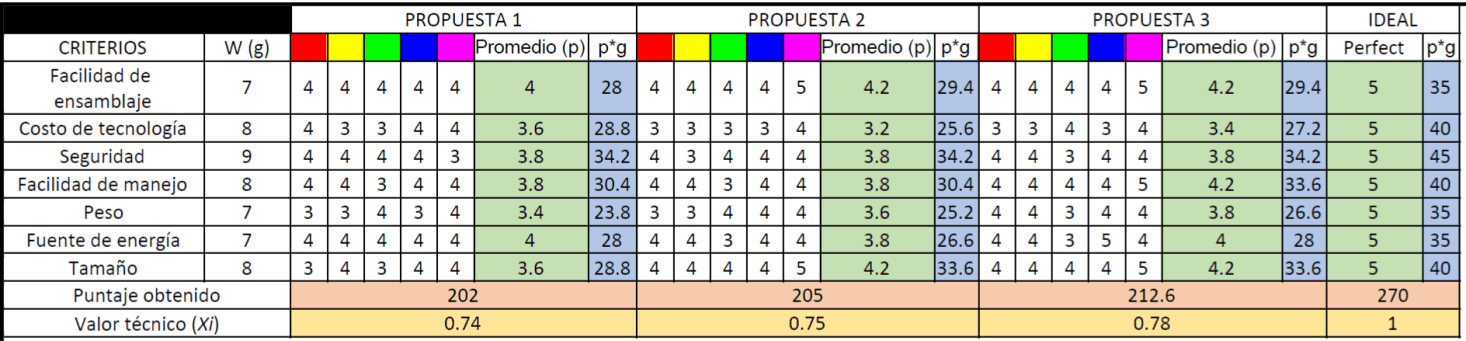 PROPUESTA 1 PROPUESTA 2 PROPUESTA 3 IDEAL
CRITERIOS W (g) Promedio (p) p*g Promedio (p) p*g Promedio (p) p*g Perfect p*g
Facilidad de
ensamblaje 7 4 4 4 4 4 4 28 4 4 4 4 5 4.2 29.4 4 4 4 4 5 4.2 29.4 5 35
Costo de tecnología 8 4 3 3 4 4 3.6 28.8 3 3 3 3 4 3.2 25.6 3 3 4 3 4 3.4 27.2 5 40
Seguridad 9 4 4 4 4 3 3.8 34.2 4 3 4 4 4 3.8 34.2 4 4 3 4 4 3.8 34.2 5 45
Facilidad de manejo 8 4 4 3 4 4 3.8 30.4 4 4 3 4 4 3.8 30.4 4 4 4 4 5 4.2 33.6 5 40
Peso 7 3 3 4 3 4 3.4 23.8 3 3 4 4 4 3.6 25.2 4 4 3 4 4 3.8 26.6 5 35
Fuente de energía 7 4 4 4 4 4 4 28 4 4 3 4 4 3.8 26.6 4 4 3 5 4 4 28 5 35
Tamaño 8 3 4 3 4 4 3.6 28.8 4 4 4 4 5 4.2 33.6 4 4 4 4 5 4.2 33.6 5 40
Puntaje obtenido 202 205 212.6 270
Valor técnico (Xi) 0.74 0.75 0.78 1